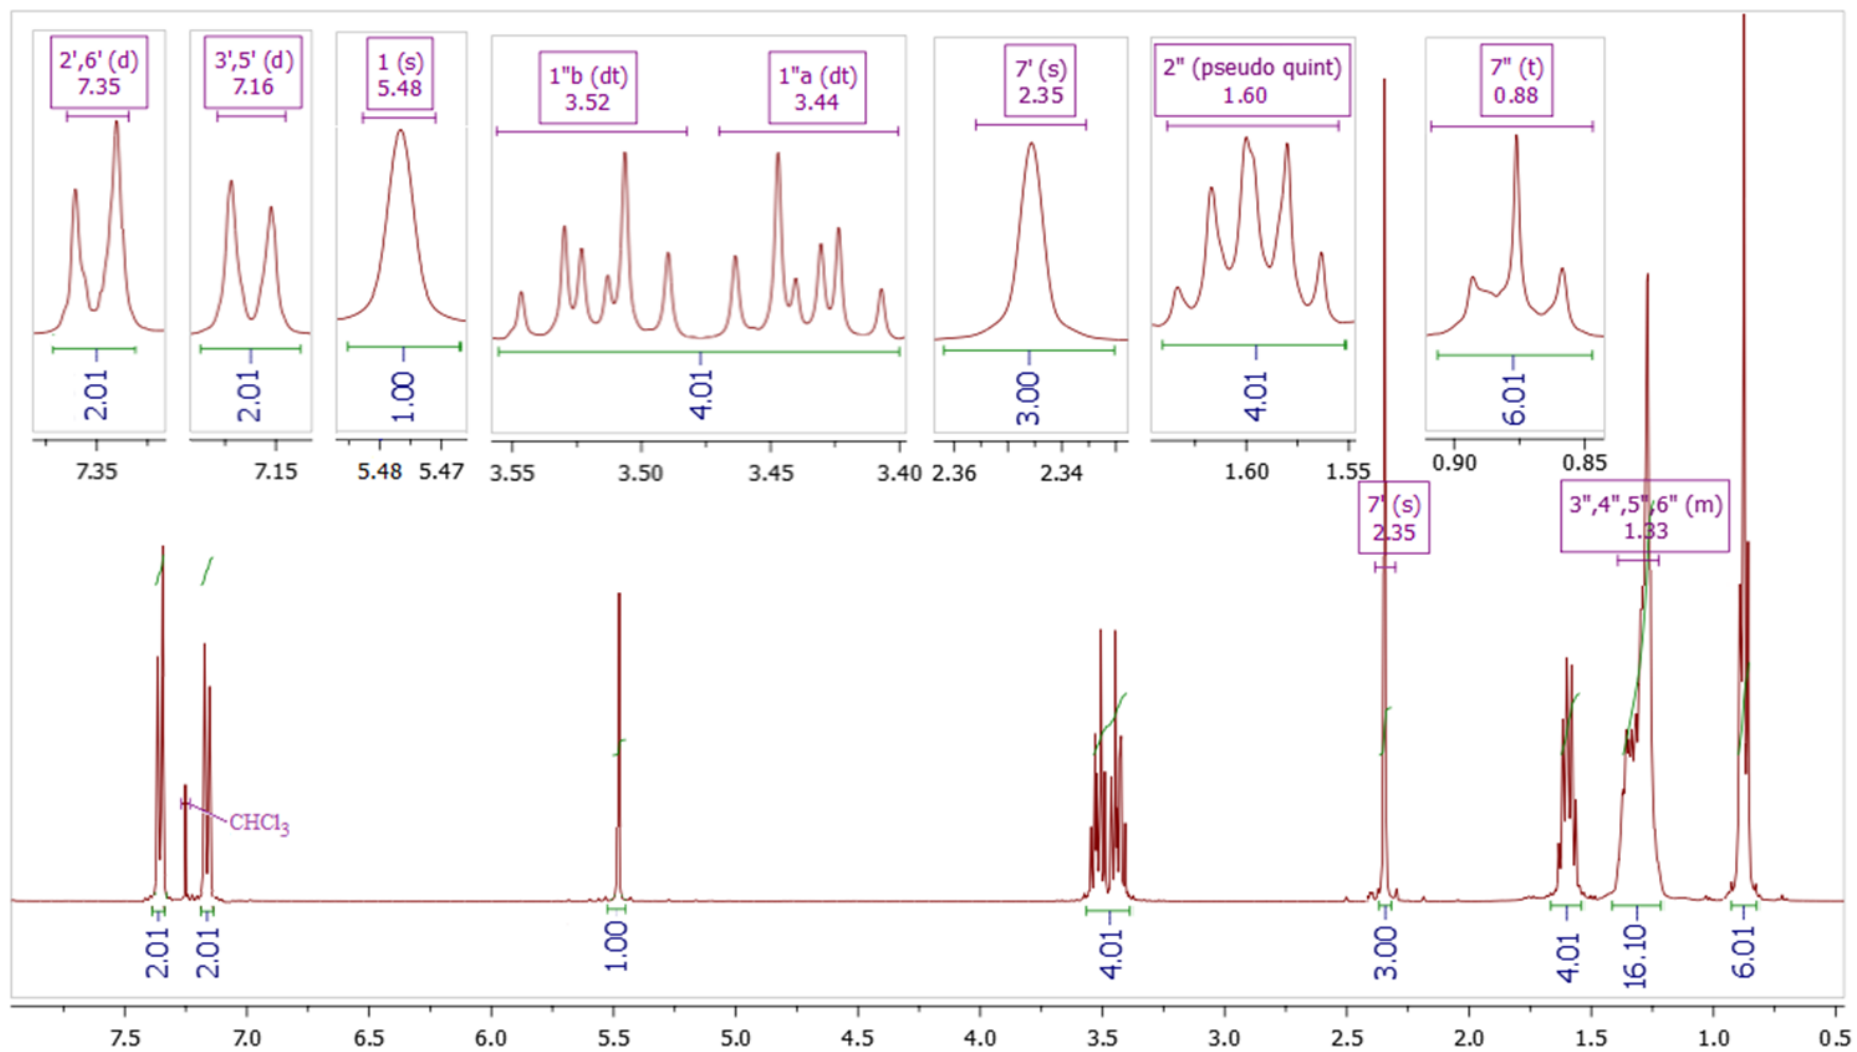 2',6' (d)
7.35
3',5' (d)
7.16
1 (s)
5.48
1"b (dt)
3.52
1"a (dt)
3.44
7' (s)
2.35
2" (pseudo quint)
1.60
7" (t)
0.88
2.01
2.01
1.00
4.01
3.00
4.01
6.01
7.35
7.15
5.48 5.47
3.55 3.50 3.45 3.40
2.36 2.34
1.60 1.55
0.90 0.85
7' (s)
2.35
3",4",5",6" (m)
1.33
CHCl3
2.01
2.01
1.00
4.01
3.00
4.01
16.10
6.01
7.5 7.0 6.5 6.0 5.5 5.0 4.5 4.0 3.5 3.0 2.5 2.0 1.5 1.0 0.5